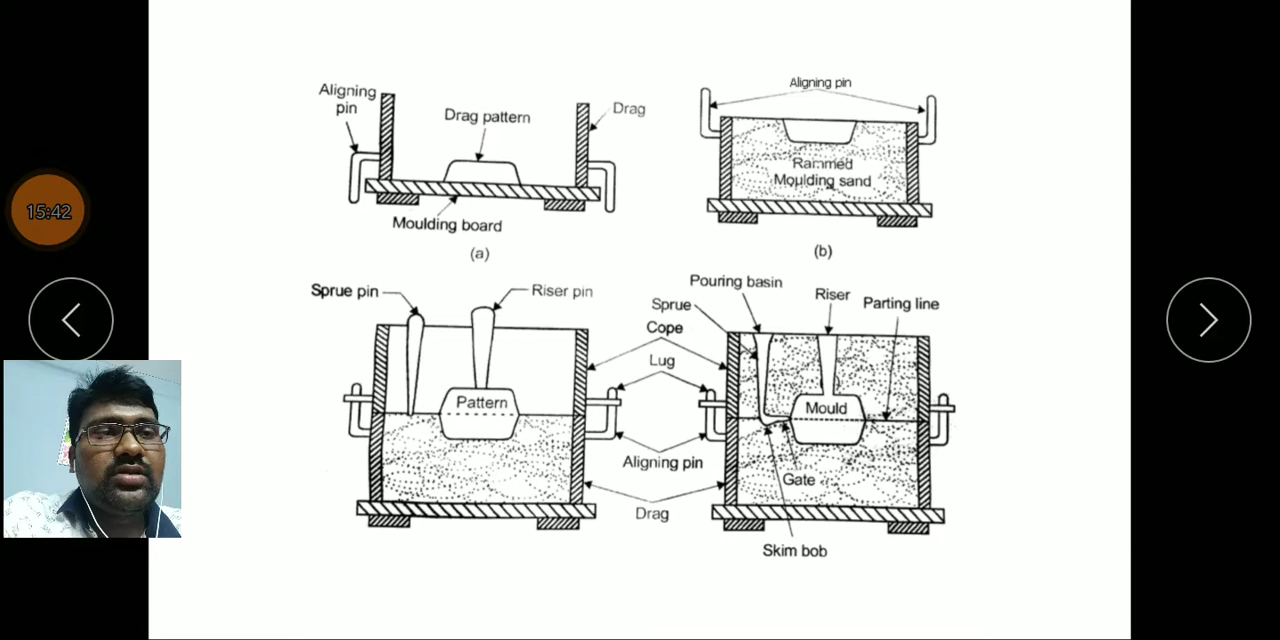 15:42
Aligning
pin
Drag pattern
Drag
Moulding board
(a)
Aligning pin
Rammed
Moulding sand
(b)
Sprue pin
Riser pin
Pattern
Cope
Lug
Aligning pin
Drag
Pouring basin
Sprue
Riser
Parting line
Mould
Gate
Skim bob